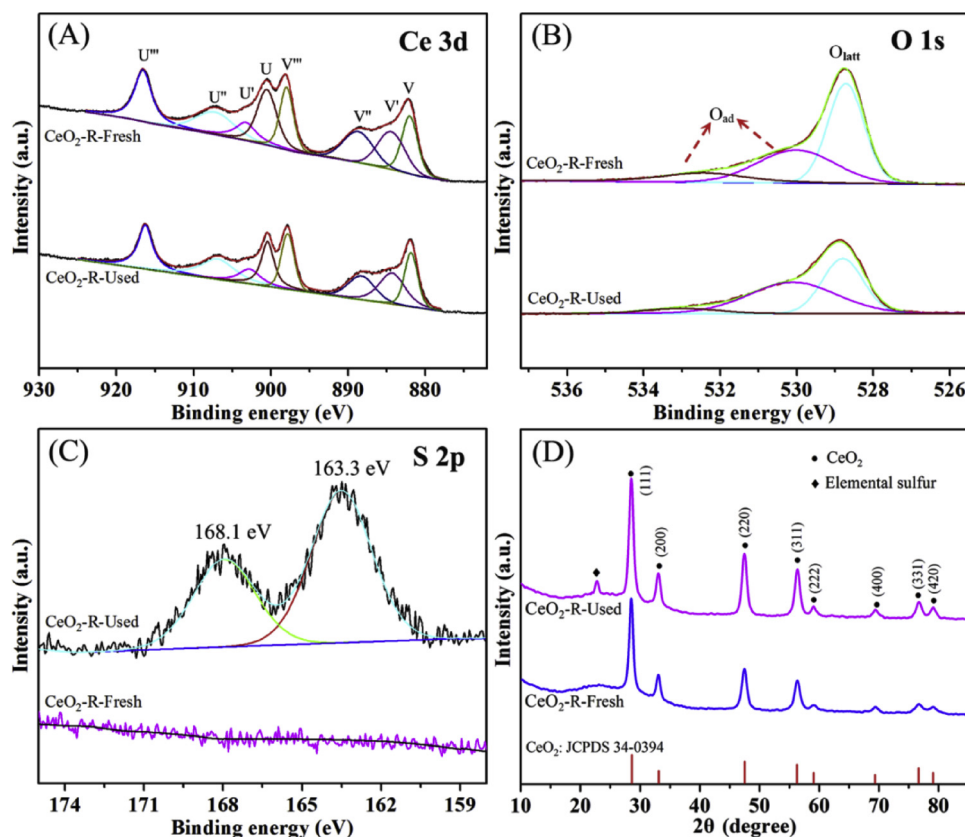 (A)
Ce 3d
U'''
U''
U'
U
V'''
V''
V'
V
CeO2-R-Fresh
CeO2-R-Used
Intensity (a.u.)
930 920 910 900 890 880
Binding energy (eV)
(B)
O 1s
Olatt
Oad
CeO2-R-Fresh
CeO2-R-Used
Intensity (a.u.)
536 534 532 530 528 526
Binding energy (eV)
(C)
S 2p
163.3 eV
168.1 eV
CeO2-R-Used
CeO2-R-Fresh
Intensity (a.u.)
174 171 168 165 162 159
Binding energy (eV)
(D)
● CeO2
♦ Elemental sulfur
(111)
(200)
(220)
(311)
(222)
(400)
(331)
(420)
CeO2-R-Used
CeO2-R-Fresh
CeO2: JCPDS 34-0394
Intensity (a.u.)
10 20 30 40 50 60 70 80
2θ (degree)